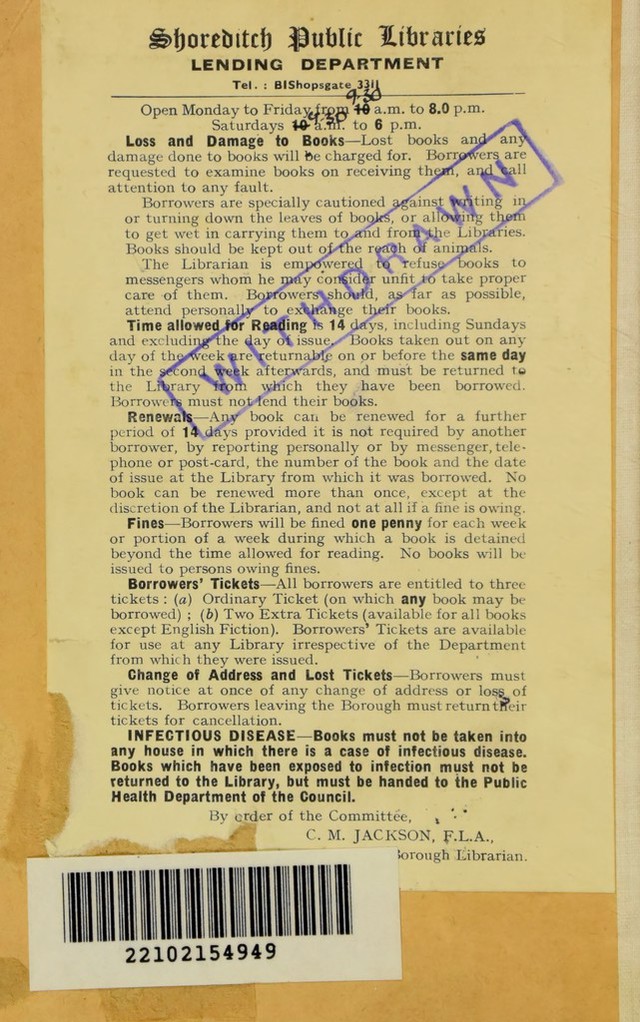 Shoreditch Public Libraries
LENDING DEPARTMENT
Tel. : BIShopsgate 3311
9.30
Open Monday to Friday from 10 a.m. to 8.0 p.m.
9.30
Saturdays 10 a.m. to 6 p.m.
Loss and Damage to Books—Lost books and any
damage done to books will be charged for. Borrowers are
requested to examine books on receiving them, and call
attention to any fault.
Borrowers are specially cautioned against writing in
or turning down the leaves of books, or allowing them
to get wet in carrying them to and from the Libraries.
Books should be kept out of the reach of animals.
The Librarian is empowered to refuse books to
messengers whom he may consider unfit to take proper
care of them. Borrowers should, as far as possible,
attend personally to exchange their books.
WITHDRAWN
Time allowed for Reading is 14 days, including Sundays
and excluding the day of issue. Books taken out on any
day of the week are returnable on or before the same day
in the second week afterwards, and must be returned to
the Library from which they have been borrowed.
Borrowers must not lend their books.
Renewals—Any book can be renewed for a further
period of 14 days provided it is not required by another
borrower, by reporting personally or by messenger, tele-
phone or post-card, the number of the book and the date
of issue at the Library from which it was borrowed. No
book can be renewed more than once, except at the
discretion of the Librarian, and not at all if a fine is owing.
Fines—Borrowers will be fined one penny for each week
or portion of a week during which a book is detained
beyond the time allowed for reading. No books will be
issued to persons owing fines.
Borrowers' Tickets—All borrowers are entitled to three
tickets : (a) Ordinary Ticket (on which any book may be
borrowed) ; (b) Two Extra Tickets (available for all books
except English Fiction). Borrowers' Tickets are available
for use at any Library irrespective of the Department
from which they were issued.
Change of Address and Lost Tickets—Borrowers must
give notice at once of any change of address or loss of
tickets. Borrowers leaving the Borough must return their
tickets for cancellation.
INFECTIOUS DISEASE—Books must not be taken into
any house in which there is a case of infectious disease.
Books which have been exposed to infection must not be
returned to the Library, but must be handed to the Public
Health Department of the Council.
By order of the Committee,
C. M. JACKSON, F.L.A.,
Borough Librarian.
22102154949